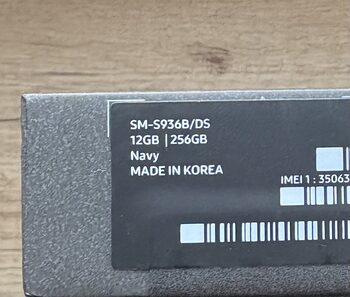 SM-S936B/DS
12GB | 256GB
Navy
MADE IN KOREA
IMEI 1 : 35063